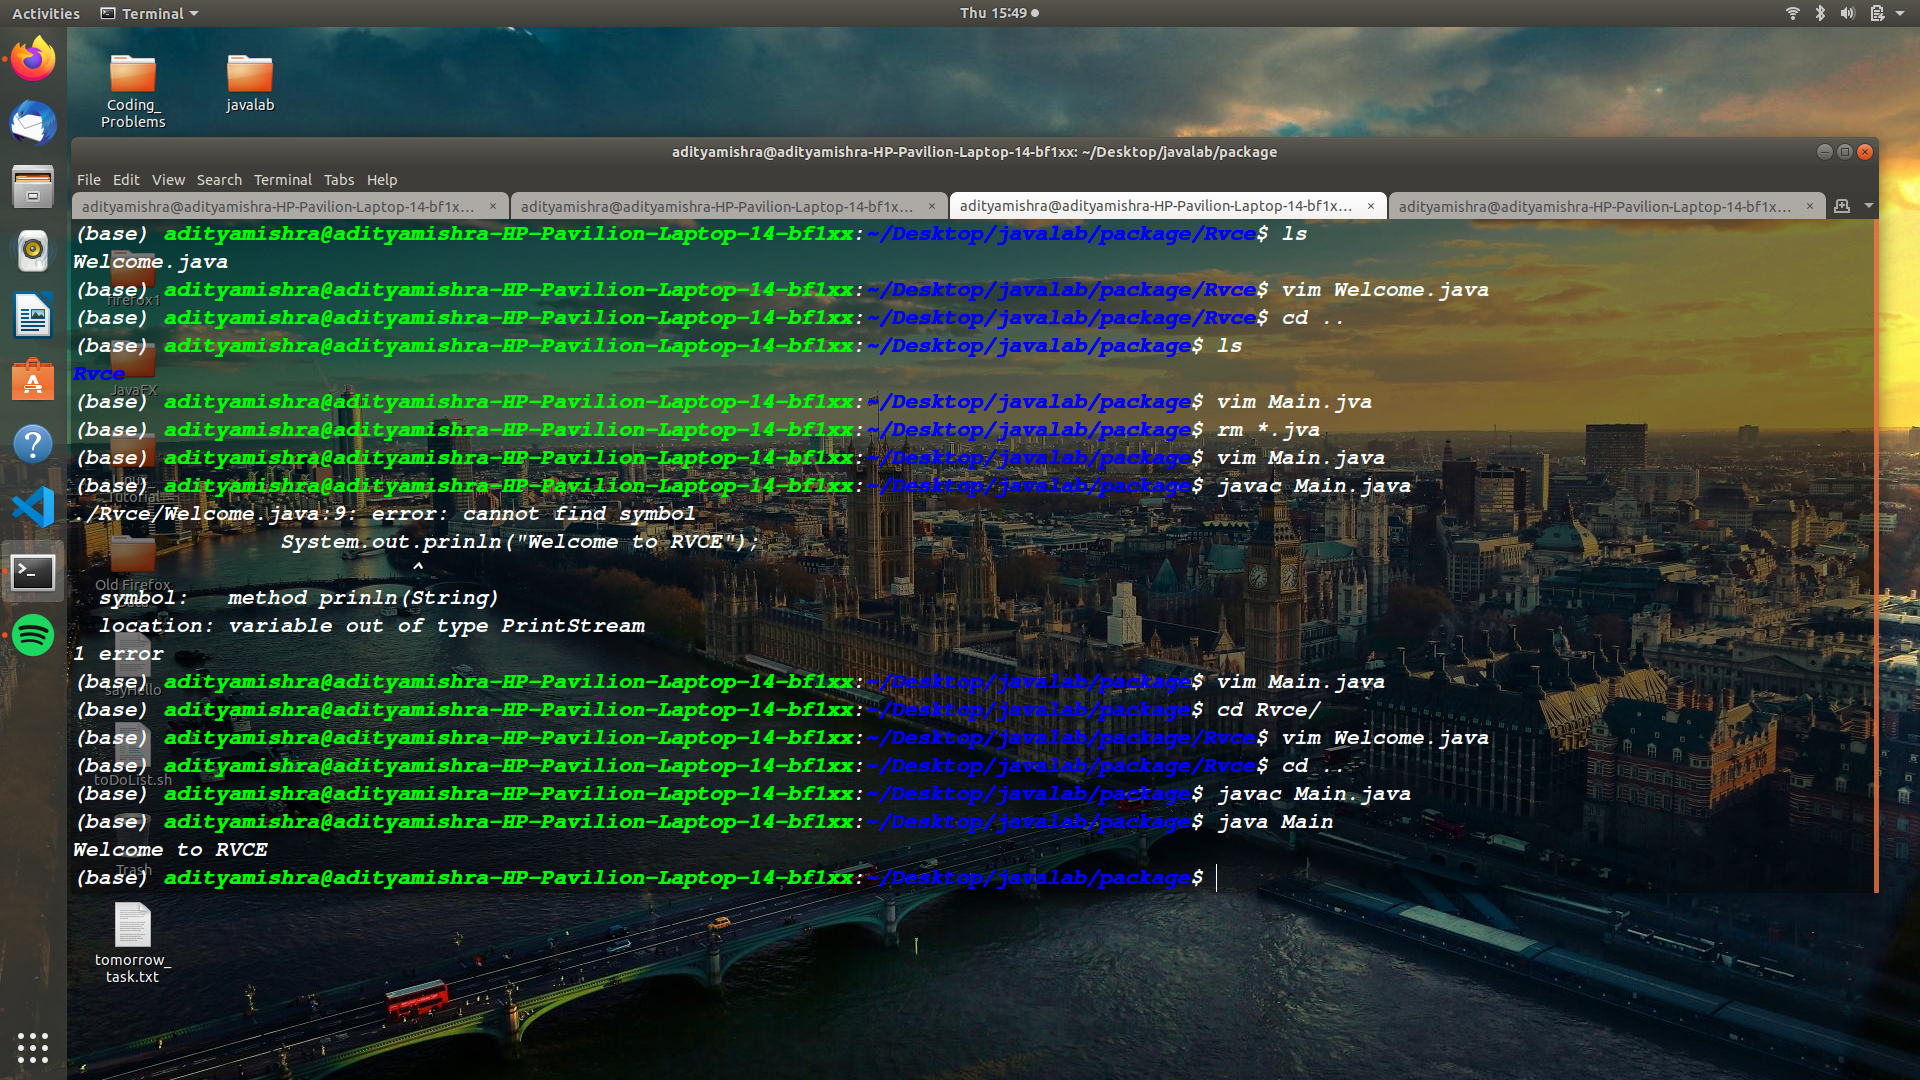 Activities Terminal Thu 15:49
Coding_
Problems
javalab
adityamishra@adityamishra-HP-Pavilion-Laptop-14-bf1xx: ~/Desktop/javalab/package
File Edit View Search Terminal Tabs Help
adityamishra@adityamishra-HP-Pavilion-Laptop-14-bf1x... × adityamishra@adityamishra-HP-Pavilion-Laptop-14-bf1x... × adityamishra@adityamishra-HP-Pavilion-Laptop-14-bf1x... × adityamishra@adityamishra-HP-Pavilion-Laptop-14-bf1x... ×
(base) adityamishra@adityamishra-HP-Pavilion-Laptop-14-bf1xx:~/Desktop/javalab/package/Rvce$ ls
Welcome.java
firefox1
(base) adityamishra@adityamishra-HP-Pavilion-Laptop-14-bf1xx:~/Desktop/javalab/package/Rvce$ vim Welcome.java
(base) adityamishra@adityamishra-HP-Pavilion-Laptop-14-bf1xx:~/Desktop/javalab/package/Rvce$ cd ..
(base) adityamishra@adityamishra-HP-Pavilion-Laptop-14-bf1xx:~/Desktop/javalab/package$ ls
Rvce
JavaFX
(base) adityamishra@adityamishra-HP-Pavilion-Laptop-14-bf1xx:~/Desktop/javalab/package$ vim Main.jva
(base) adityamishra@adityamishra-HP-Pavilion-Laptop-14-bf1xx:~/Desktop/javalab/package$ rm *.jva
(base) adityamishra@adityamishra-HP-Pavilion-Laptop-14-bf1xx:~/Desktop/javalab/package$ vim Main.java
(base) adityamishra@adityamishra-HP-Pavilion-Laptop-14-bf1xx:~/Desktop/javalab/package$ javac Main.java
Tutorial
./Rvce/Welcome.java:9: error: cannot find symbol
System.out.prinln("Welcome to RVCE");
^
Old Firefox
symbol:   method prinln(String)
location: variable out of type PrintStream
1 error
sayHello
(base) adityamishra@adityamishra-HP-Pavilion-Laptop-14-bf1xx:~/Desktop/javalab/package$ vim Main.java
(base) adityamishra@adityamishra-HP-Pavilion-Laptop-14-bf1xx:~/Desktop/javalab/package$ cd Rvce/
(base) adityamishra@adityamishra-HP-Pavilion-Laptop-14-bf1xx:~/Desktop/javalab/package/Rvce$ vim Welcome.java
(base) adityamishra@adityamishra-HP-Pavilion-Laptop-14-bf1xx:~/Desktop/javalab/package/Rvce$ cd ..
toDoList.sh
(base) adityamishra@adityamishra-HP-Pavilion-Laptop-14-bf1xx:~/Desktop/javalab/package$ javac Main.java
(base) adityamishra@adityamishra-HP-Pavilion-Laptop-14-bf1xx:~/Desktop/javalab/package$ java Main
Welcome to RVCE
Trash
(base) adityamishra@adityamishra-HP-Pavilion-Laptop-14-bf1xx:~/Desktop/javalab/package$
tomorrow_
task.txt